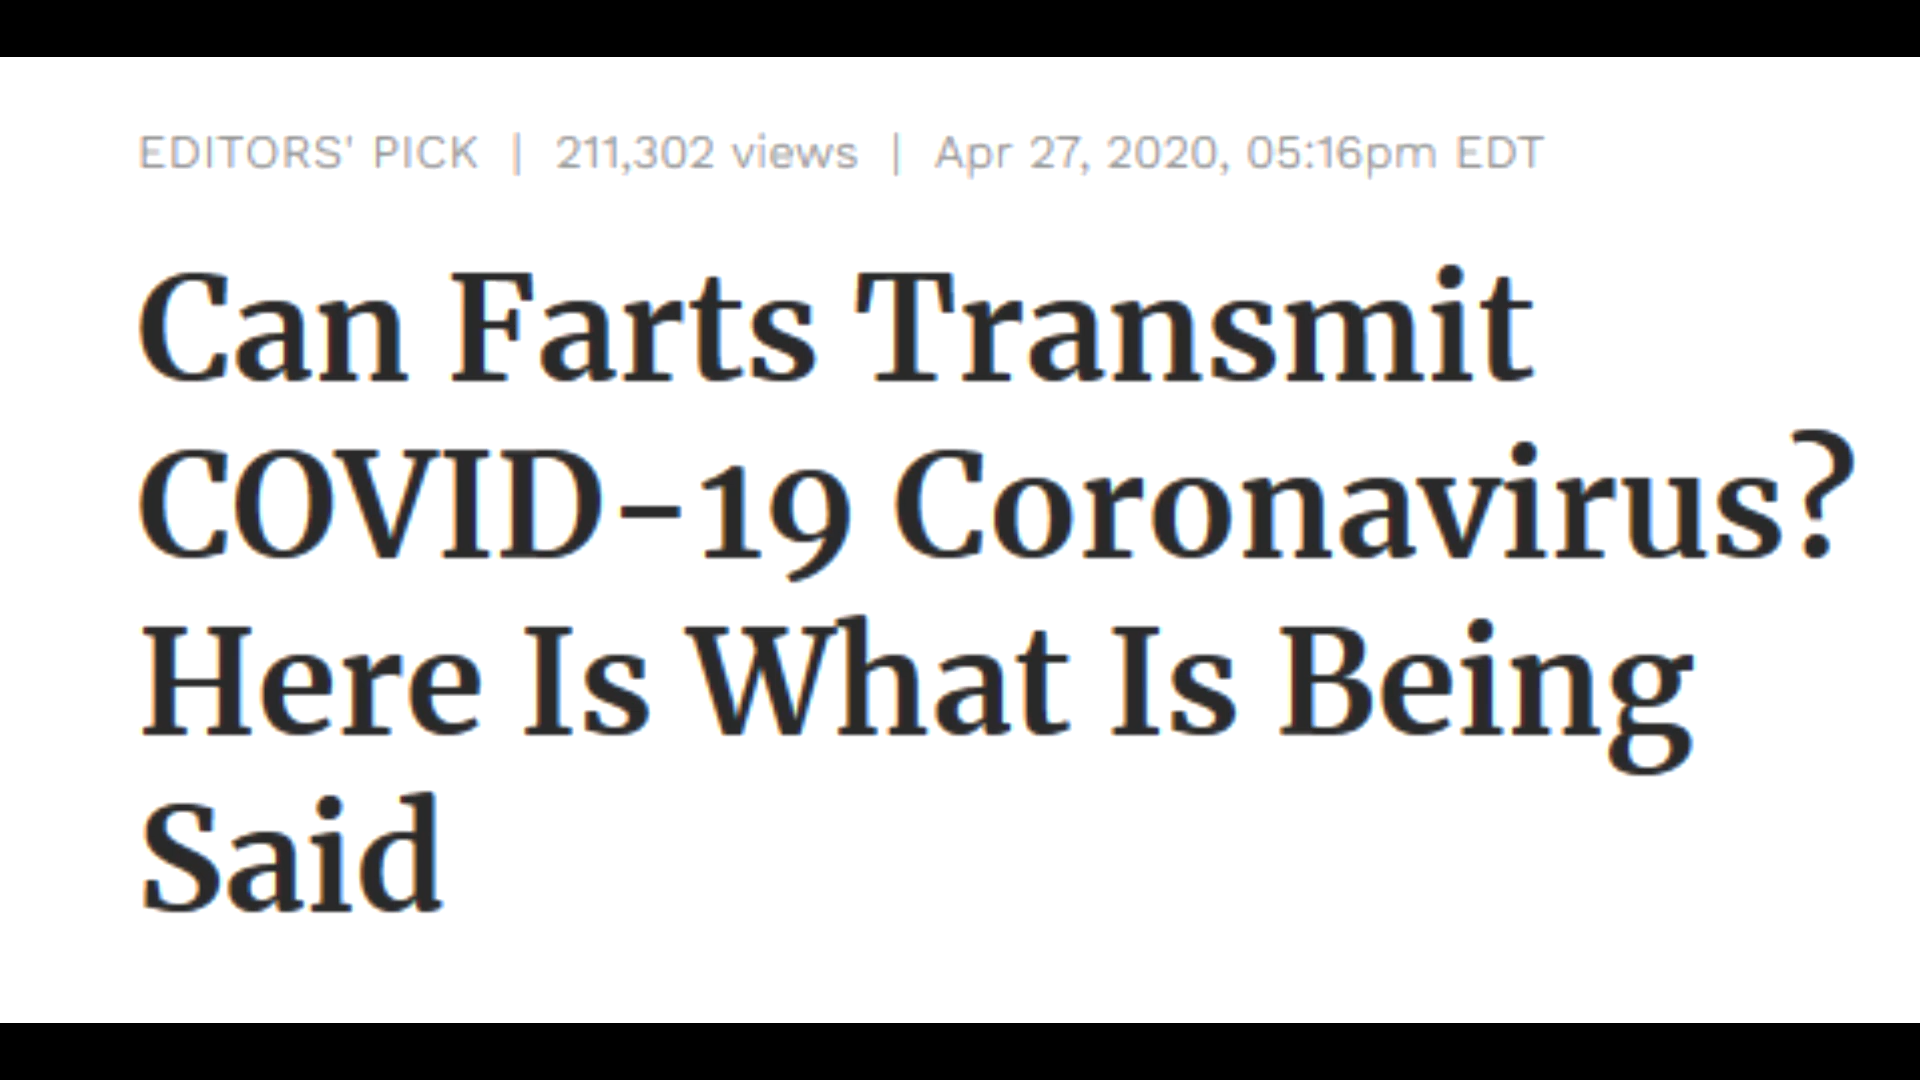 EDITORS' PICK | 211,302 views | Apr 27, 2020, 05:16pm EDT
Can Farts Transmit
COVID-19 Coronavirus?
Here Is What Is Being
Said